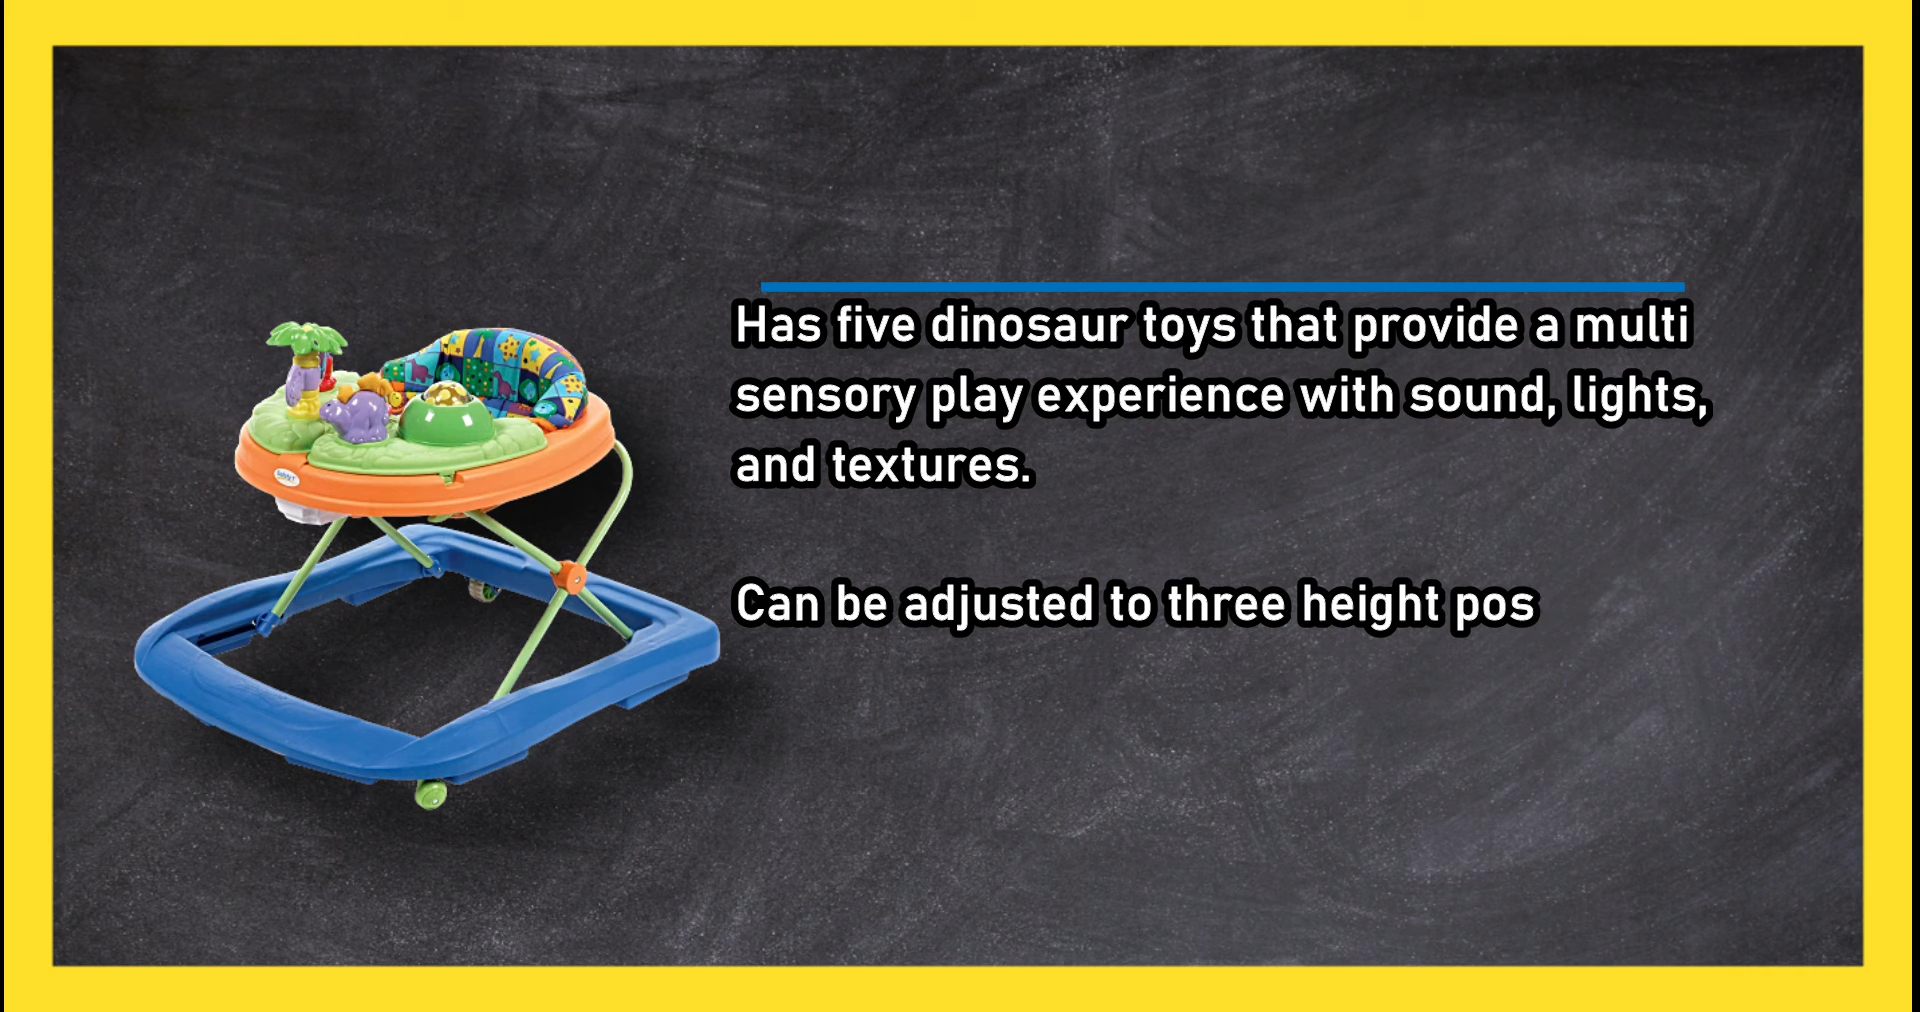 Has five dinosaur toys that provide a multi
sensory play experience with sound, lights,
and textures.
Can be adjusted to three height pos